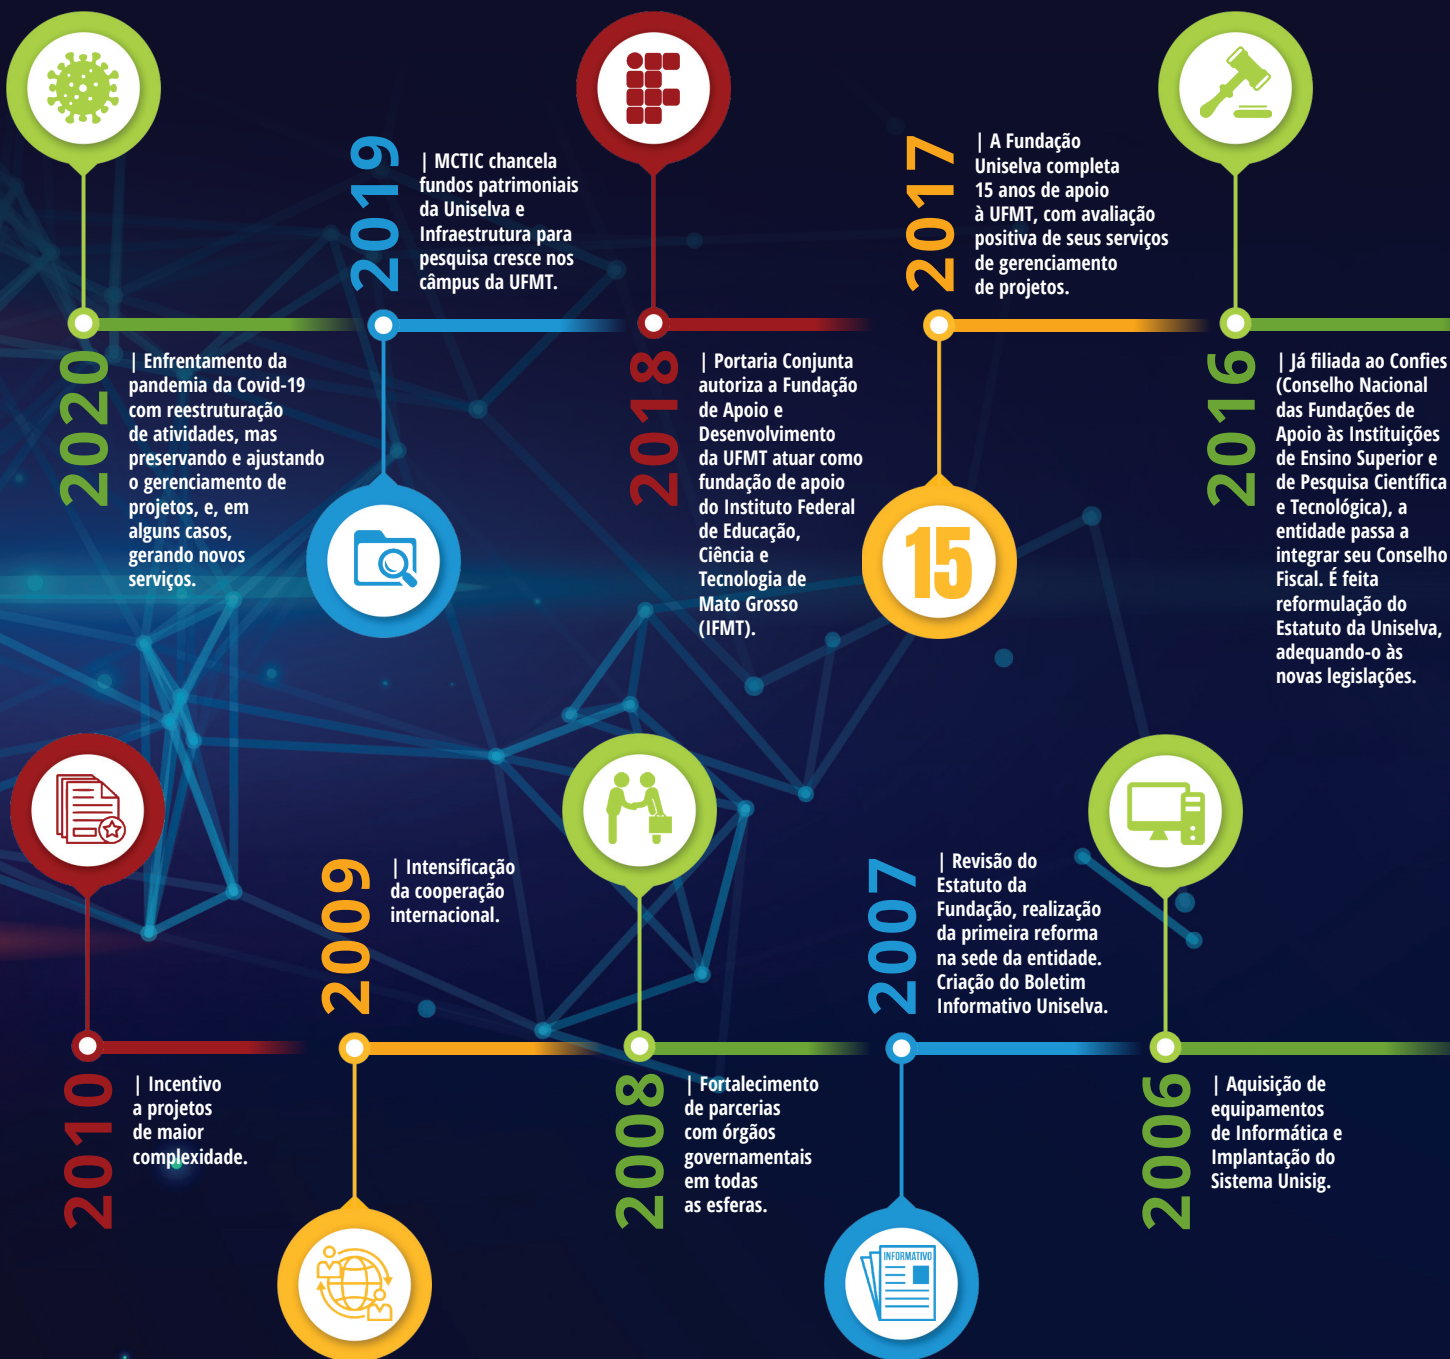 2020
| Enfrentamento da
pandemia da Covid-19
com reestruturação
de atividades, mas
preservando e ajustando
o gerenciamento de
projetos, e, em
alguns casos,
gerando novos
serviços.
2019
| MCTIC chancela
fundos patrimoniais
da Uniselva e
Infraestrutura para
pesquisa cresce nos
câmpus da UFMT.
2018
| Portaria Conjunta
autoriza a Fundação
de Apoio e
Desenvolvimento
da UFMT atuar como
fundação de apoio
do Instituto Federal
de Educação,
Ciência e
Tecnologia de
Mato Grosso
(IFMT).
2017
| A Fundação
Uniselva completa
15 anos de apoio
à UFMT, com avaliação
positiva de seus serviços
de gerenciamento
de projetos.
15
2016
| Já filiada ao Confies
(Conselho Nacional
das Fundações de
Apoio às Instituições
de Ensino Superior e
de Pesquisa Científica
e Tecnológica), a
entidade passa a
integrar seu Conselho
Fiscal. É feita
reformulação do
Estatuto da Uniselva,
adequando-o às
novas legislações.
2010
| Incentivo
a projetos
de maior
complexidade.
2009
| Intensificação
da cooperação
internacional.
2008
| Fortalecimento
de parcerias
com órgãos
governamentais
em todas
as esferas.
2007
| Revisão do
Estatuto da
Fundação, realização
da primeira reforma
na sede da entidade.
Criação do Boletim
Informativo Uniselva.
INFORMATIVO
2006
| Aquisição de
equipamentos
de Informática e
Implantação do
Sistema Unisig.